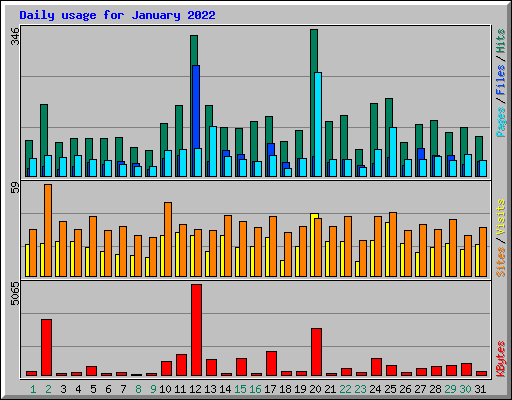 Daily usage for January 2022
346
59
5065
Pages / Files / Hits
Sites / Visits
KBytes
1 2 3 4 5 6 7 8 9 10 11 12 13 14 15 16 17 18 19 20 21 22 23 24 25 26 27 28 29 30 31